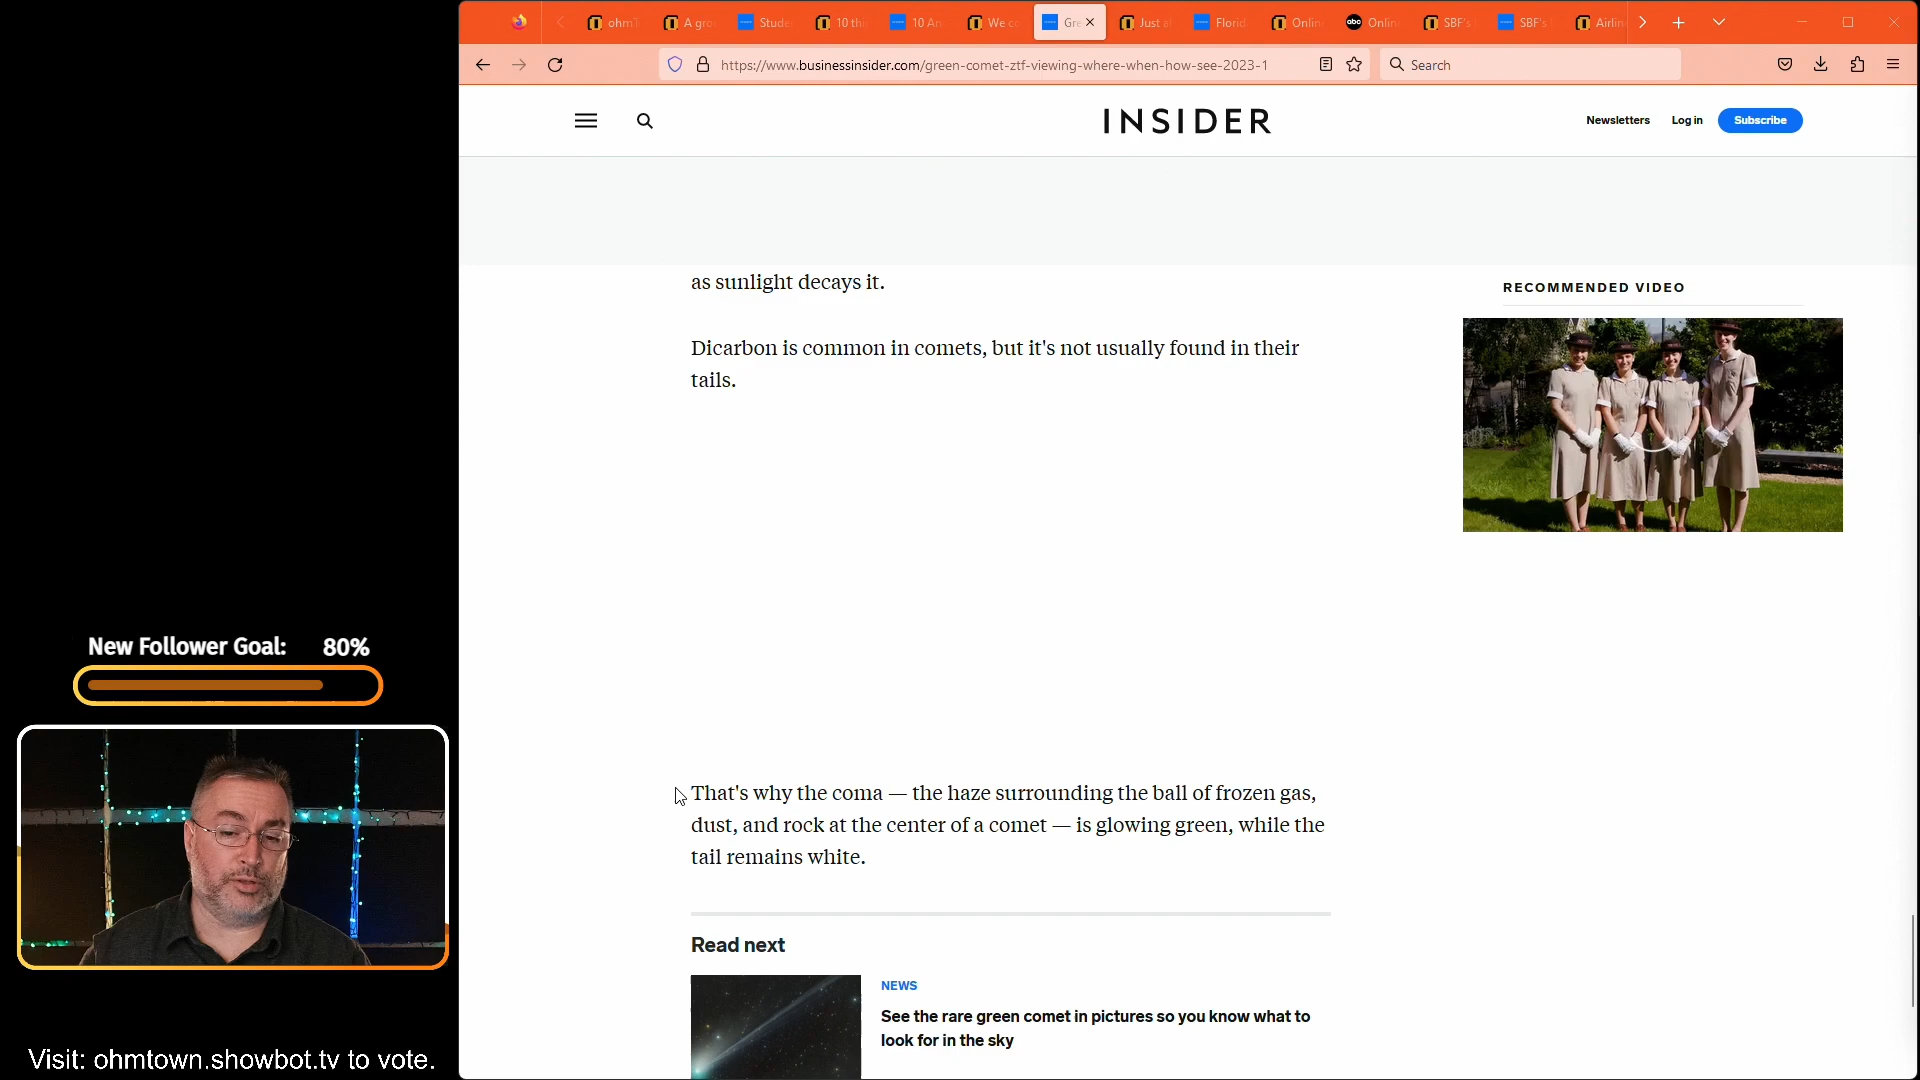 ohmT
A gro
Stude
10 thi
10 An
We co
Gre
Just a
Florid
Onlin
abc
Onlin
SBF's
SBF's
Airlin
https://www.businessinsider.com/green-comet-ztf-viewing-where-when-how-see-2023-1
Search
INSIDER
Newsletters
Log in
Subscribe
as sunlight decays it.
RECOMMENDED VIDEO
Dicarbon is common in comets, but it's not usually found in their
tails.
New Follower Goal: 80%
That's why the coma — the haze surrounding the ball of frozen gas,
dust, and rock at the center of a comet — is glowing green, while the
tail remains white.
Read next
NEWS
See the rare green comet in pictures so you know what to
look for in the sky
Visit: ohmtown.showbot.tv to vote.